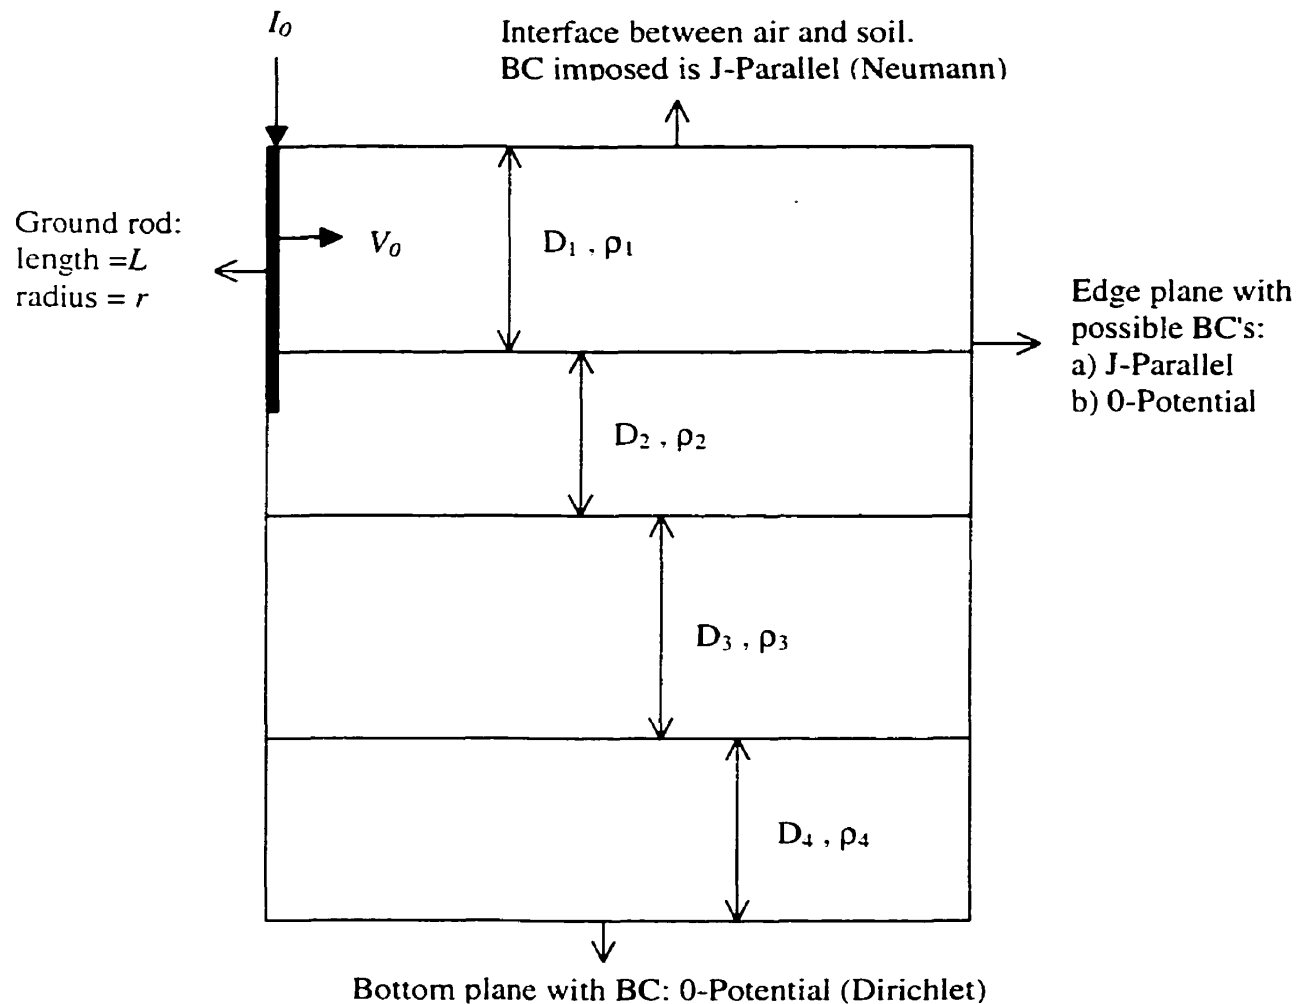 I₀
Interface between air and soil.
BC imposed is J-Parallel (Neumann)
Ground rod:
length =L
radius = r
V₀
D₁ , ρ₁
Edge plane with
possible BC's:
a) J-Parallel
b) 0-Potential
D₂ , ρ₂
D₃ , ρ₃
D₄ , ρ₄
Bottom plane with BC: 0-Potential (Dirichlet)